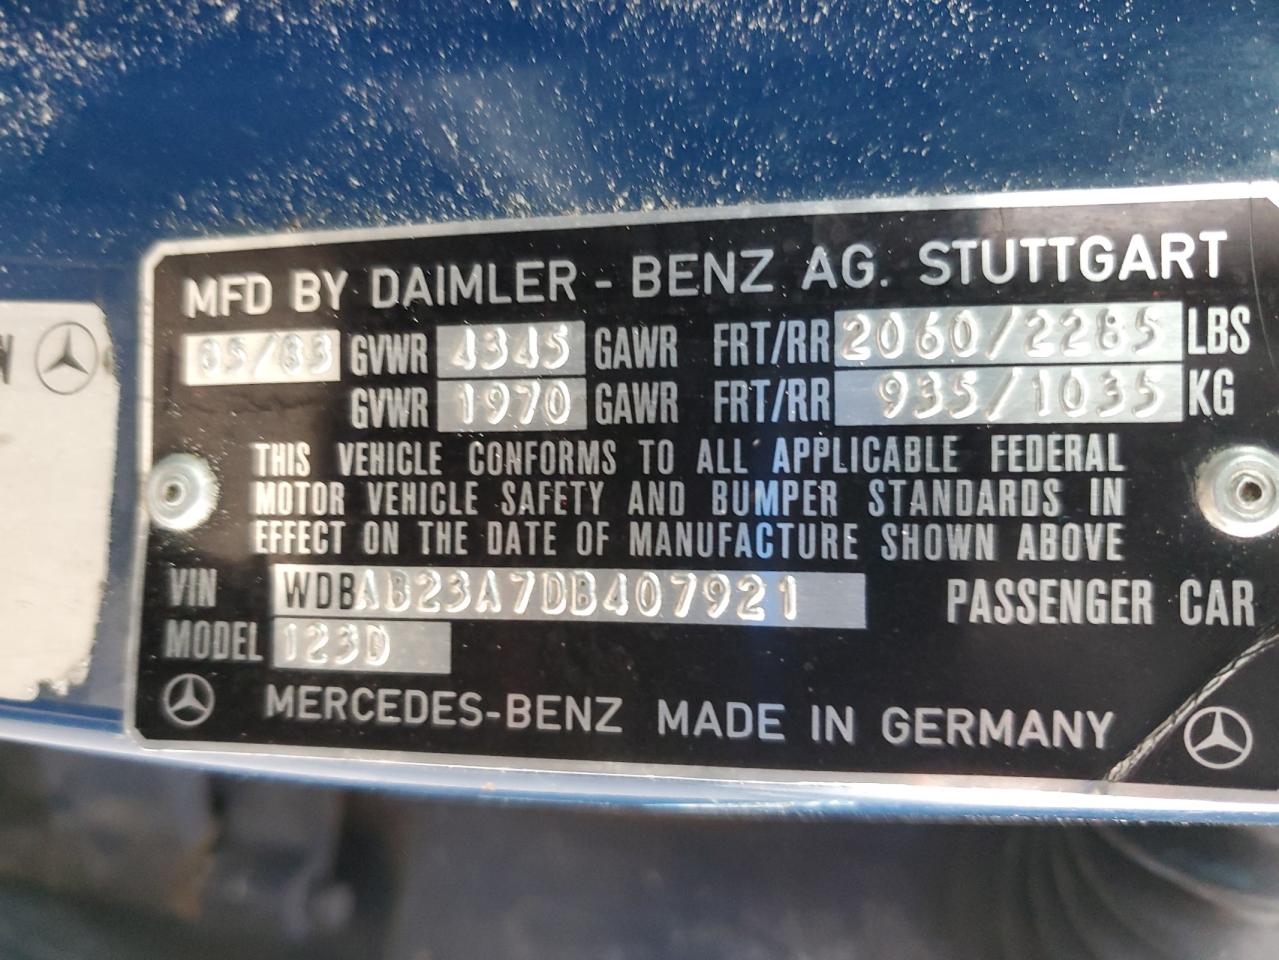 MFD BY DAIMLER - BENZ AG. STUTTGART
05/83 GVWR 4345 GAWR FRT/RR 2060/2285 LBS
GVWR 1970 GAWR FRT/RR 935/1035 KG
THIS VEHICLE CONFORMS TO ALL APPLICABLE FEDERAL
MOTOR VEHICLE SAFETY AND BUMPER STANDARDS IN
EFFECT ON THE DATE OF MANUFACTURE SHOWN ABOVE
VIN WDBAB23A7DB407921 PASSENGER CAR
MODEL 123D
MERCEDES-BENZ MADE IN GERMANY